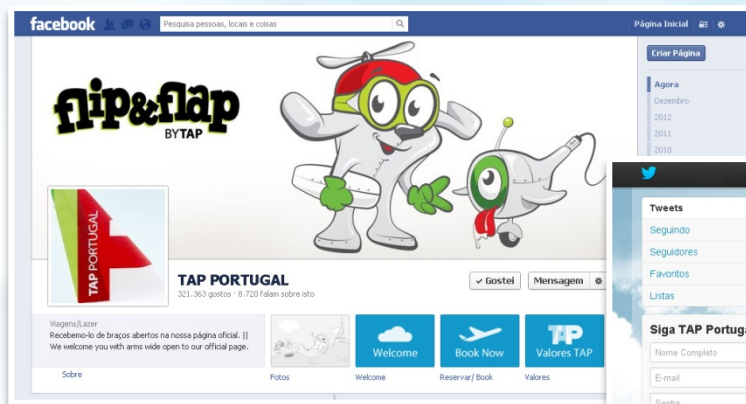 facebook
Pesquisa pessoas, locais e coisas
Página Inicial
Criar Página
Agora
Dezembro
2012
2011
2010
flip&flap
BYTAP
TAP PORTUGAL
TAP PORTUGAL
321.363 gostos · 8.720 falam sobre isto
✓ Gostei
Mensagem
Viagens/Lazer
Recebemo-lo de braços abertos na nossa página oficial. ||
We welcome you with arms wide open to our official page.
Sobre
Fotos
Welcome
Welcome
Book Now
Reservar/ Book
TAP
Valores TAP
Valores
Tweets
Seguindo
Seguidores
Favoritos
Listas
Siga TAP Portuga
Nome Completo
E-mail
Senha